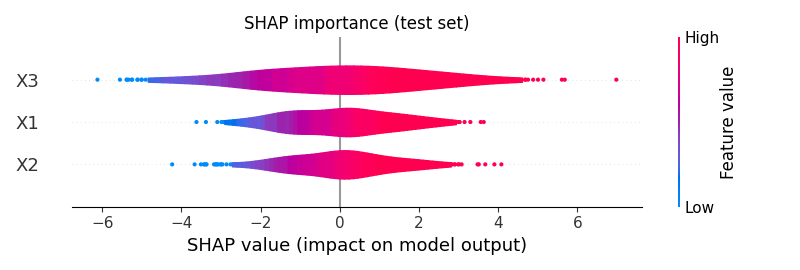 SHAP importance (test set)
High
X3
X1
X2
Feature value
Low
−6 −4 −2 0 2 4 6
SHAP value (impact on model output)